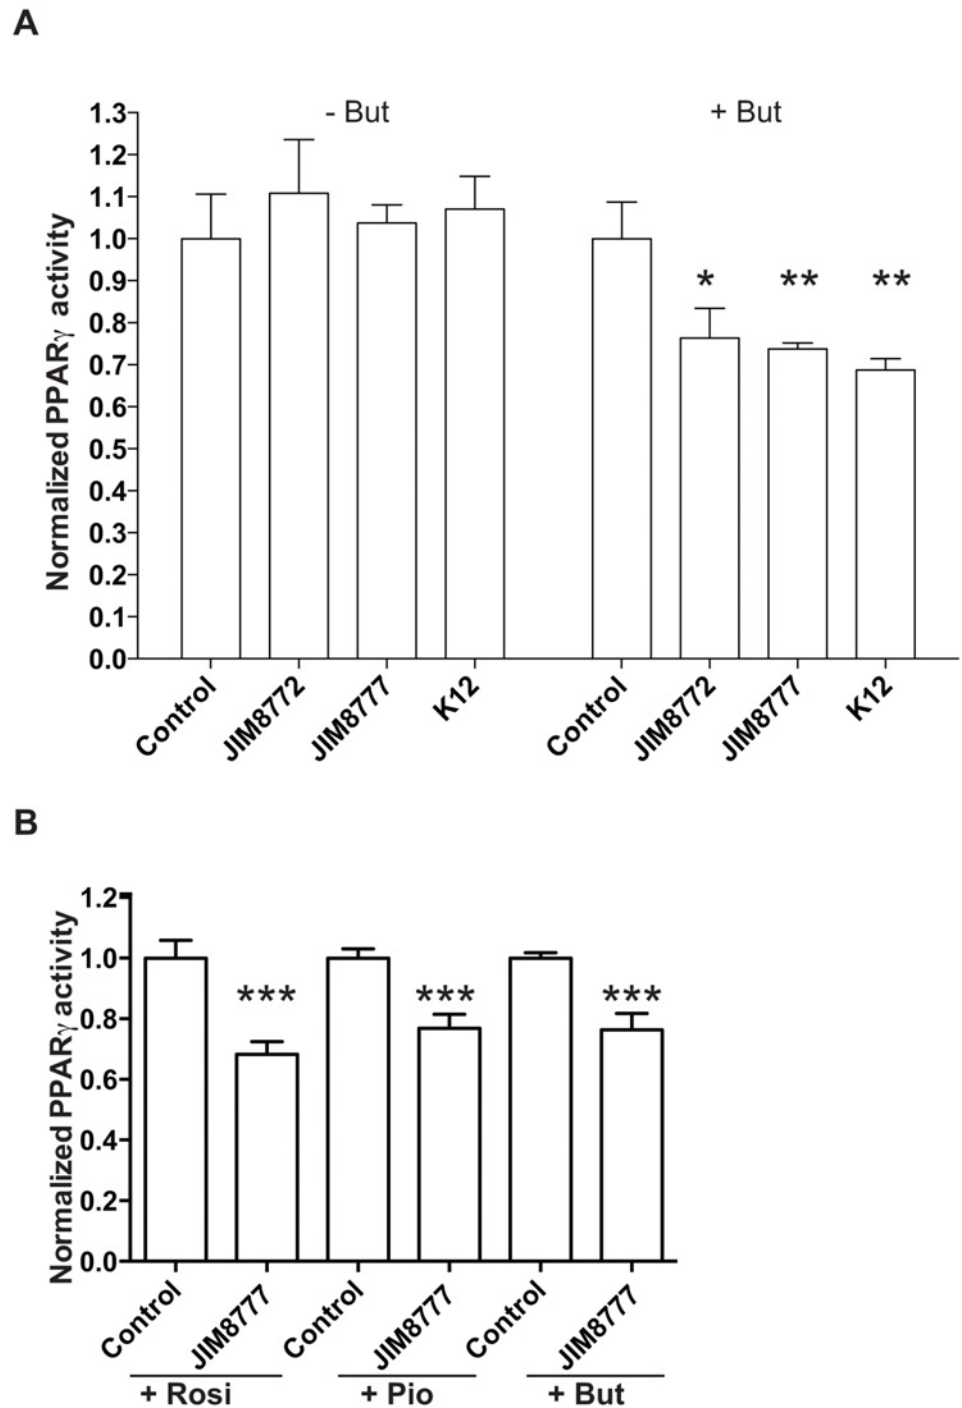 A
- But + But
Normalized PPARγ activity
1.3
1.2
1.1
1.0
0.9
0.8
0.7
0.6
0.5
0.4
0.3
0.2
0.1
0.0
* ** **
Control JIM8772 JIM8777 K12 Control JIM8772 JIM8777 K12
B
Normalized PPARγ activity
1.2
1.0
0.8
0.6
0.4
0.2
0.0
*** *** ***
Control JIM8777 Control JIM8777 Control JIM8777
+ Rosi + Pio + But